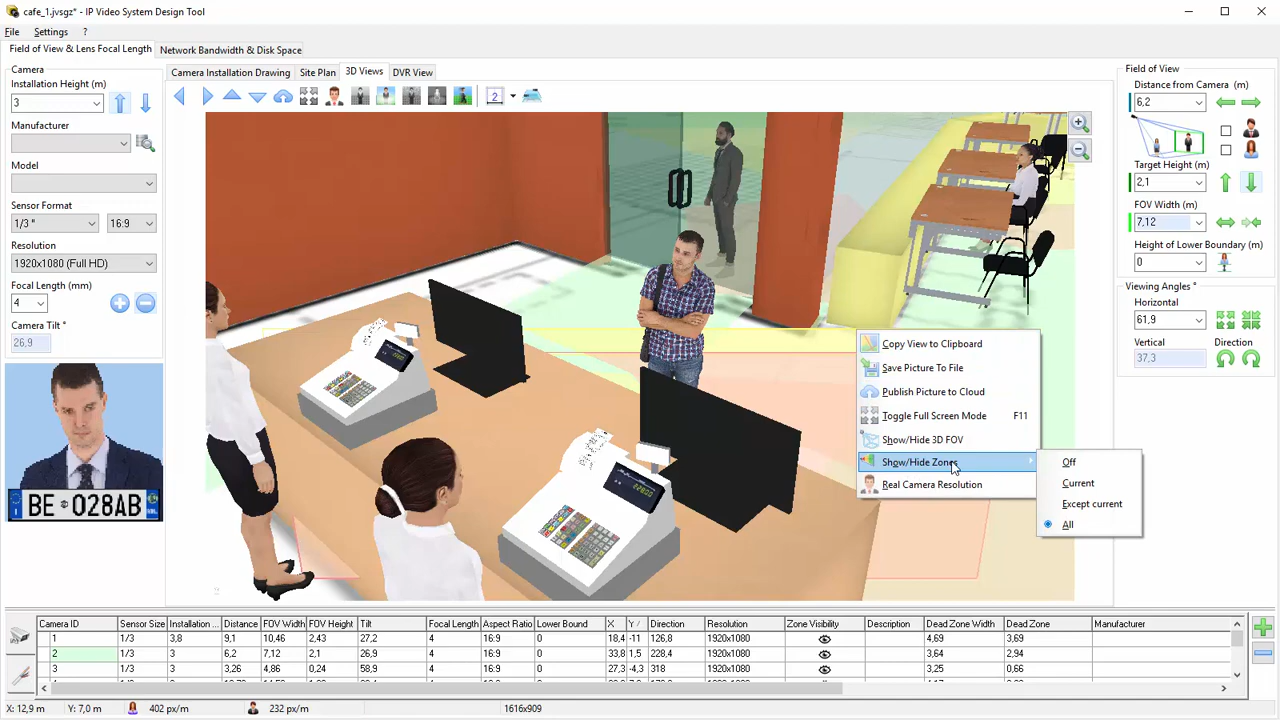 cafe_1.jvsgz* - IP Video System Design Tool
File Settings ?
Field of View & Lens Focal Length Network Bandwidth & Disk Space
Camera
Installation Height (m)
3
Manufacturer
Model
Sensor Format
1/3 " 16:9
Resolution
1920x1080 (Full HD)
Focal Length (mm)
4
Camera Tilt °
26,9
BE 028AB
Camera Installation Drawing Site Plan 3D Views DVR View
2
Copy View to Clipboard
Save Picture To File
Publish Picture to Cloud
Toggle Full Screen Mode F11
Show/Hide 3D FOV
Show/Hide Zones
Real Camera Resolution
Off
Current
Except current
All
Field of View
Distance from Camera (m)
6,2
Target Height (m)
2,1
FOV Width (m)
7,12
Height of Lower Boundary (m)
0
Viewing Angles °
Horizontal
61,9
Vertical Direction
37,3
Camera ID Sensor Size Installation ... Distance FOV Width FOV Height Tilt Focal Length Aspect Ratio Lower Bound X Y / Direction Resolution Zone Visibility Description Dead Zone Width Dead Zone Manufacturer
1 1/3 3,8 9,1 10,46 2,43 27,2 4 16:9 0 18,4 -11 126,8 1920x1080 4,69 3,69
2 1/3 3 6,2 7,12 2,1 26,9 4 16:9 0 33,8 1,5 228,4 1920x1080 3,64 2,94
3 1/3 3 3,26 4,86 0,24 58,9 4 16:9 0 27,3 -4,3 318 1920x1080 3,25 0,66
X: 12,9 m Y: 7,0 m 402 px/m 232 px/m 1616x909